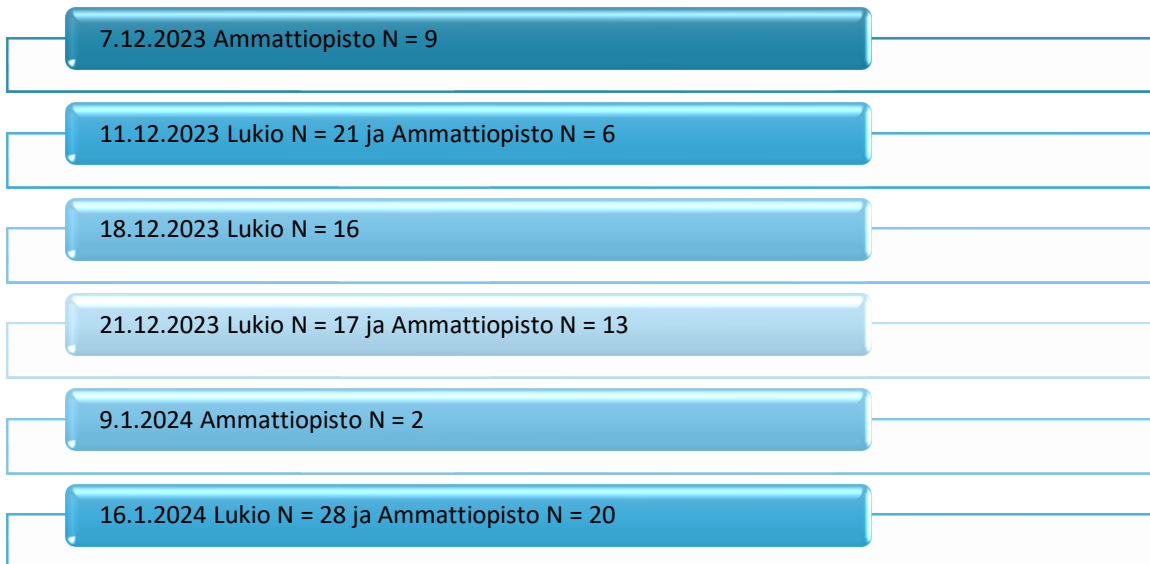 7.12.2023 Ammattiopisto N = 9
11.12.2023 Lukio N = 21 ja Ammattiopisto N = 6
18.12.2023 Lukio N = 16
21.12.2023 Lukio N = 17 ja Ammattiopisto N = 13
9.1.2024 Ammattiopisto N = 2
16.1.2024 Lukio N = 28 ja Ammattiopisto N = 20